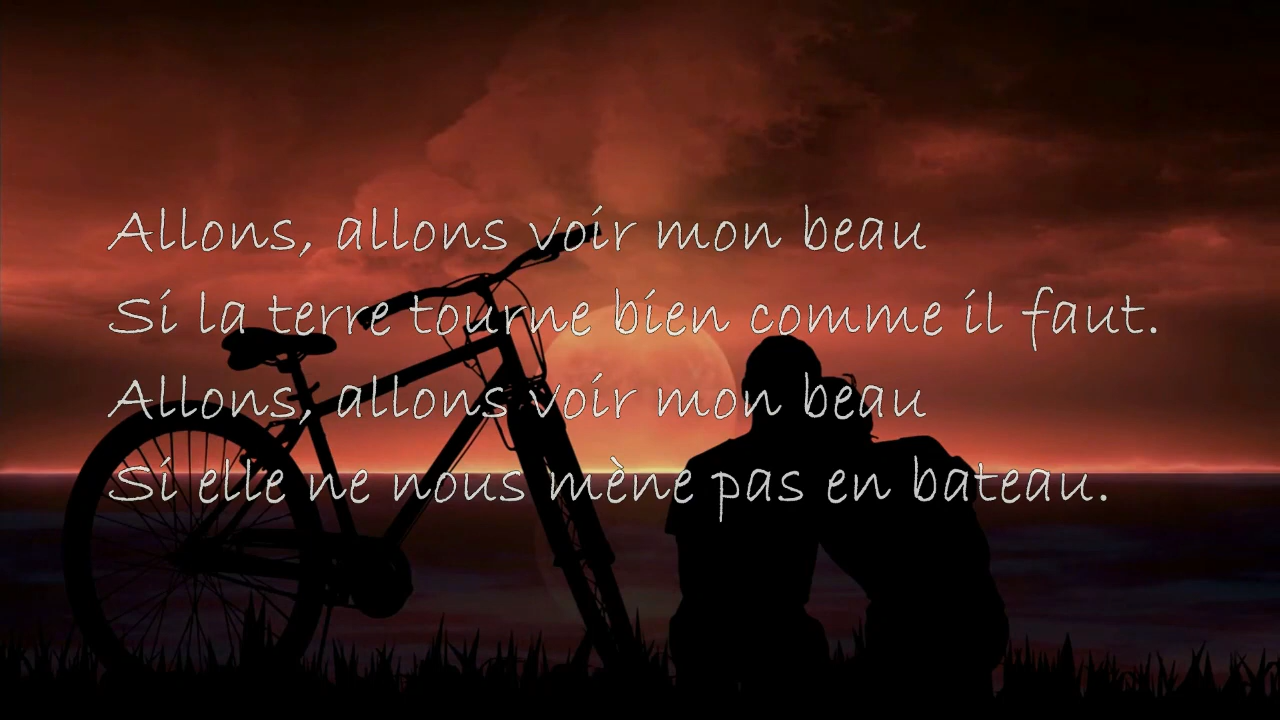 Allons, allons voir mon beau
Si la terre tourne bien comme il faut.
Allons, allons voir mon beau
Si elle ne nous mène pas en bateau.